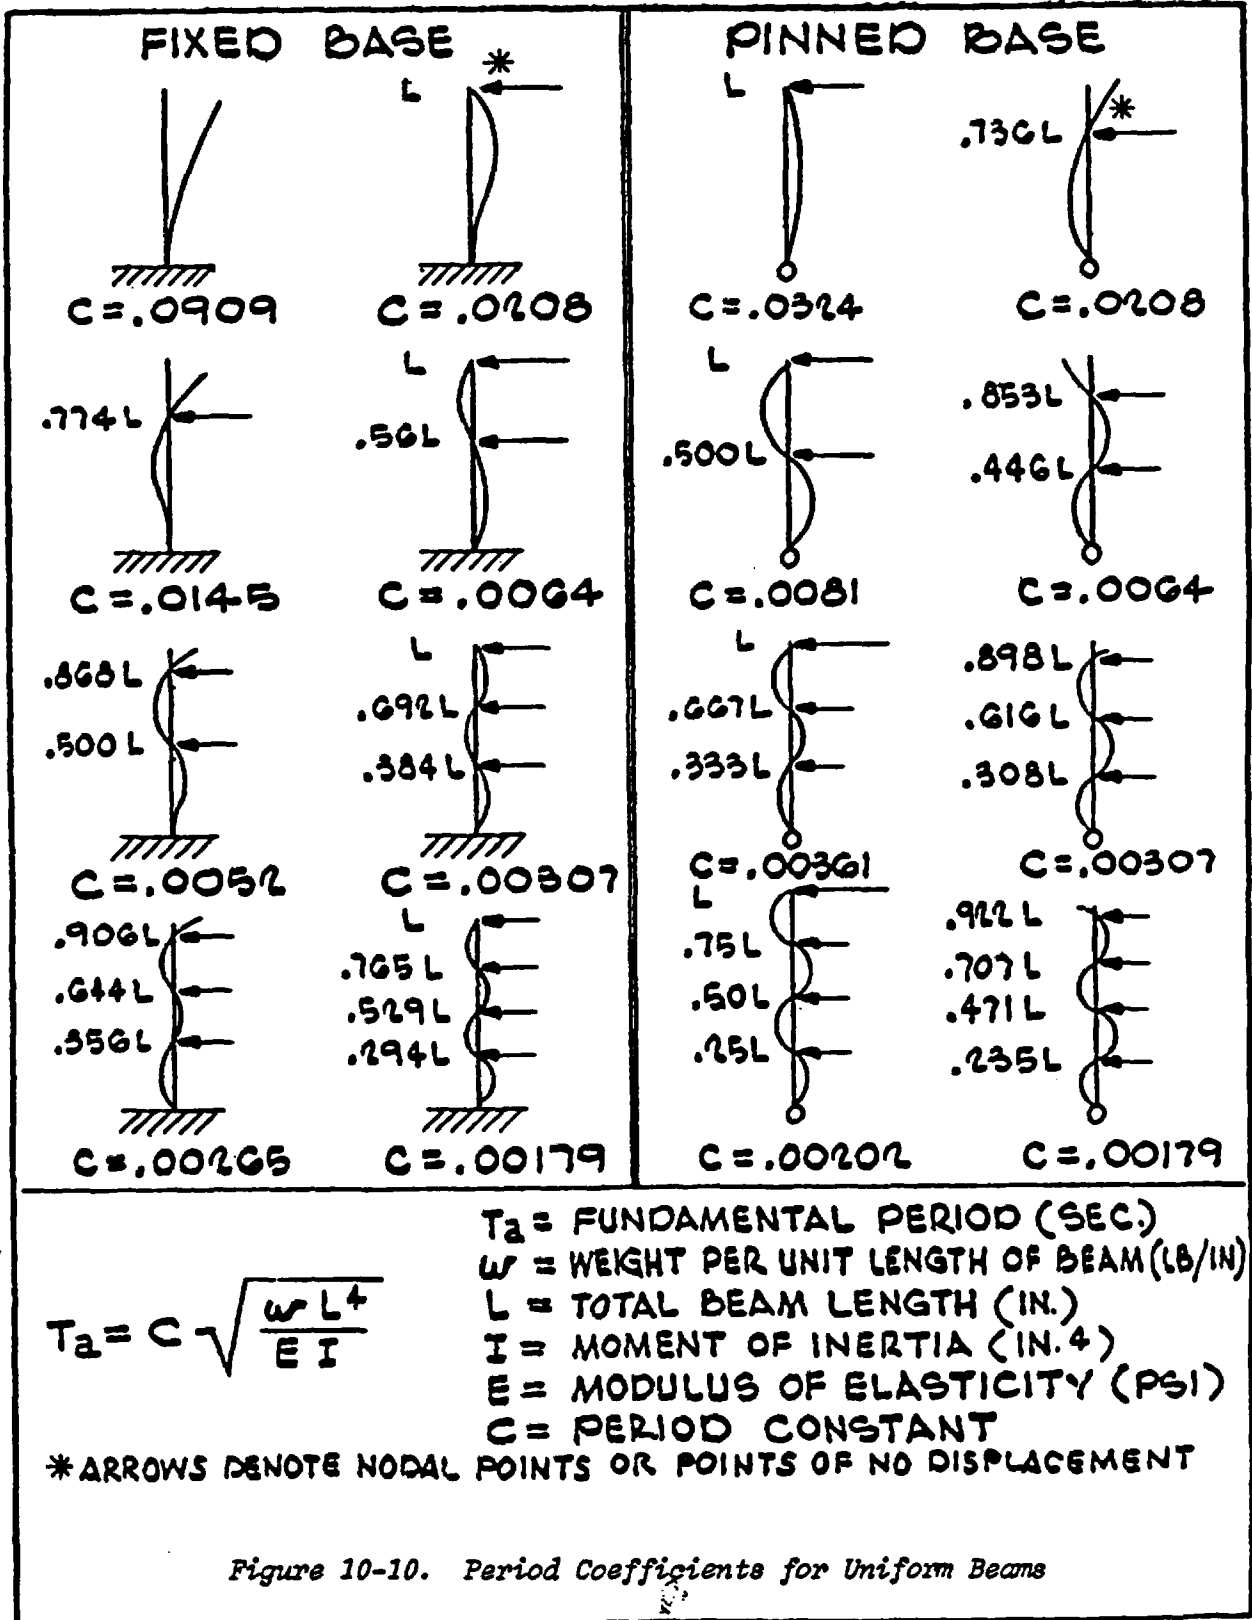 FIXED BASE
* L
C = .0909
C = .0208
.774L
L
.56L
C = .0145
C = .0064
.868L
.500L
L
.692L
.384L
C = .0052
C = .00307
.906L
.644L
.356L
L
.765L
.529L
.294L
C = .00265
C = .00179
PINNED BASE
L
.736L *
C = .0324
C = .0208
L
.500L
.853L
.446L
C = .0081
C = .0064
L
.667L
.333L
.898L
.616L
.308L
C = .00361
C = .00307
L
.75L
.50L
.25L
.922L
.707L
.471L
.235L
C = .00202
C = .00179
Ta = C √ wL4 / EI
Ta = FUNDAMENTAL PERIOD (SEC.)
w = WEIGHT PER UNIT LENGTH OF BEAM (LB/IN)
L = TOTAL BEAM LENGTH (IN.)
I = MOMENT OF INERTIA (IN.4)
E = MODULUS OF ELASTICITY (PSI)
C = PERIOD CONSTANT
* ARROWS DENOTE NODAL POINTS OR POINTS OF NO DISPLACEMENT
Figure 10-10. Period Coefficients for Uniform Beams